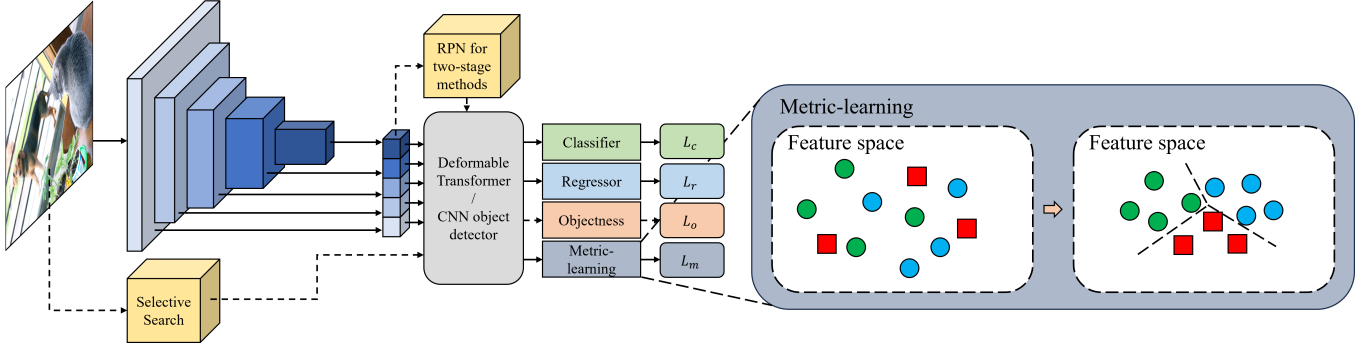 RPN for
two-stage
methods
Deformable
Transformer
/
CNN object
detector
Selective
Search
Classifier
L_c
Regressor
L_r
Objectness
L_o
Metric-
learning
L_m
Metric-learning
Feature space
Feature space